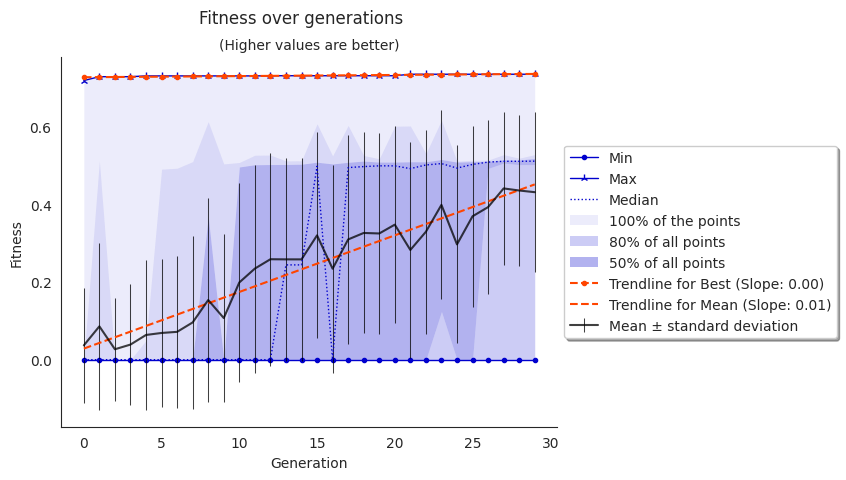 Fitness over generations
(Higher values are better)
Fitness
0.6
0.4
0.2
0.0
0 5 10 15 20 25 30
Generation
Min
Max
Median
100% of the points
80% of all points
50% of all points
Trendline for Best (Slope: 0.00)
Trendline for Mean (Slope: 0.01)
Mean ± standard deviation